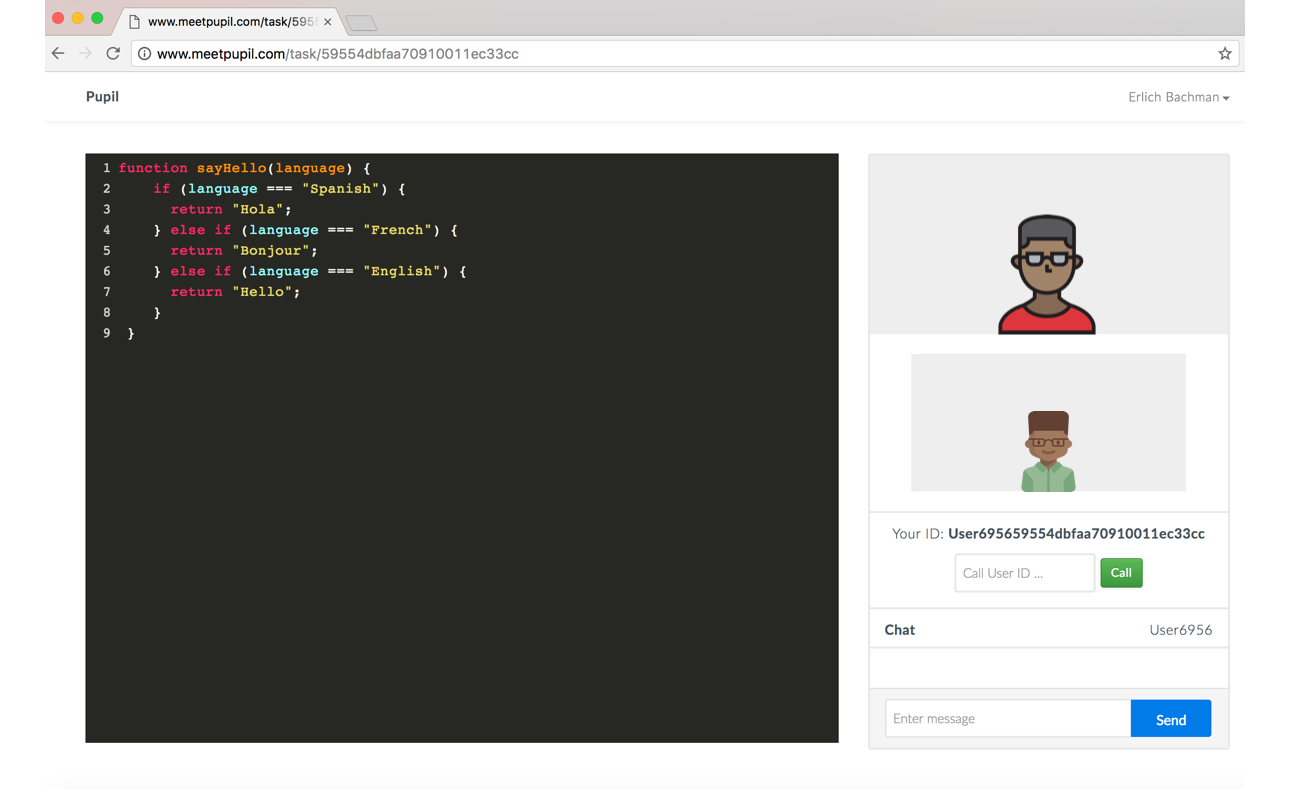 www.meetpupil.com/task/595
www.meetpupil.com/task/59554dbfaa70910011ec33cc
Pupil
Erlich Bachman
1 function sayHello(language) {
2     if (language === "Spanish") {
3       return "Hola";
4     } else if (language === "French") {
5       return "Bonjour";
6     } else if (language === "English") {
7       return "Hello";
8     }
9  }
Your ID: User695659554dbfaa70910011ec33cc
Call User ID ... Call
Chat User6956
Enter message Send